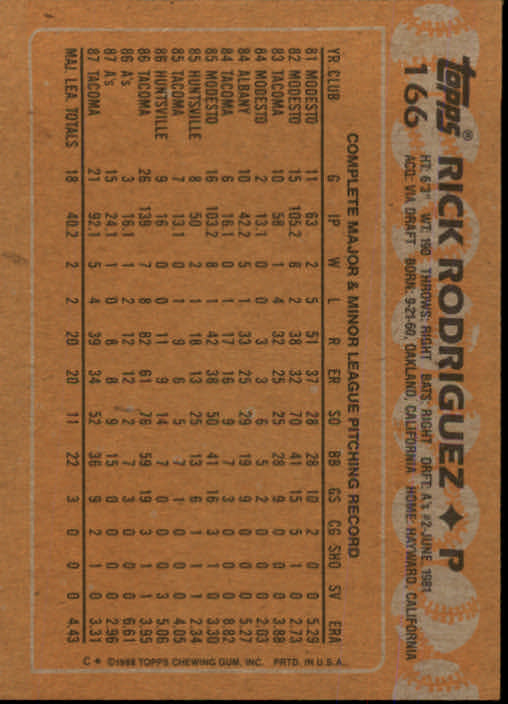 topps® RICK RODRIGUEZ ♦ P
166 HT: 6'3" WT: 190 THROWS: RIGHT BATS: RIGHT DRFT: A's #2-JUNE, 1981
ACQ: VIA DRAFT BORN: 9-21-60, OAKLAND, CALIFORNIA HOME: HAYWARD, CALIFORNIA
COMPLETE MAJOR & MINOR LEAGUE PITCHING RECORD
YR CLUB G IP W L R ER SO BB GS CG SHO SV ERA
81 MODESTO 11 63 2 5 51 37 28 28 10 2 0 0 5.29
82 MODESTO 15 105.2 6 2 38 32 70 41 15 5 1 0 2.73
83 TACOMA 10 58 1 4 32 25 25 28 9 0 0 0 3.88
84 MODESTO 2 13.1 0 0 3 3 6 5 2 0 0 0 2.03
84 ALBANY 10 42.2 5 1 33 25 29 19 9 0 0 0 5.27
84 TACOMA 6 16.1 0 1 17 16 9 7 3 0 0 0 8.82
85 MODESTO 16 103.2 8 4 42 38 50 41 16 3 0 0 3.30
85 HUNTSVILLE 8 50 2 1 18 13 25 13 6 1 1 1 2.34
85 TACOMA 7 13.1 0 1 9 6 5 7 1 0 0 0 4.05
86 HUNTSVILLE 9 16 0 0 11 9 14 7 0 0 0 3 5.06
86 TACOMA 26 139 7 8 82 61 76 59 19 3 1 1 3.95
86 A's 3 16.1 1 2 12 12 2 7 3 0 0 0 6.61
87 A's 15 24.1 1 0 8 8 9 15 0 0 0 0 2.96
87 TACOMA 21 92.1 5 4 39 34 52 36 9 2 1 0 3.31
MAJ. LEA. TOTALS 18 40.2 2 2 20 20 11 22 3 0 0 0 4.43
C * ©1988 TOPPS CHEWING GUM, INC. PRTD. IN U.S.A.